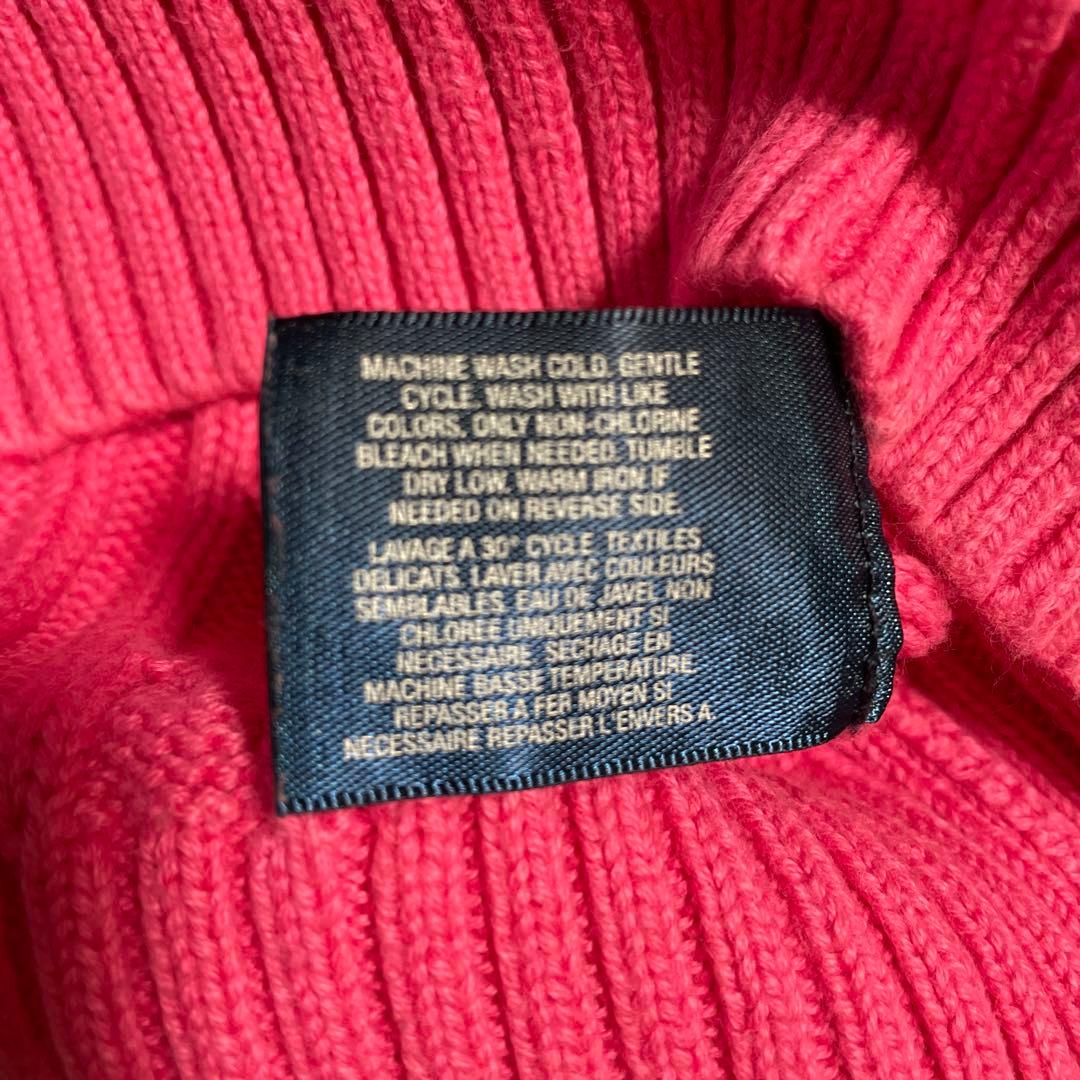 MACHINE WASH COLD. GENTLE
CYCLE. WASH WITH LIKE
COLORS. ONLY NON-CHLORINE
BLEACH WHEN NEEDED. TUMBLE
DRY LOW. WARM IRON IF
NEEDED ON REVERSE SIDE.
LAVAGE A 30° CYCLE TEXTILES
DELICATS. LAVER AVEC COULEURS
SEMBLABLES. EAU DE JAVEL NON
CHLOREE UNIQUEMENT SI
NECESSAIRE. SECHAGE EN
MACHINE BASSE TEMPERATURE
REPASSER A FER MOYEN SI
NECESSAIRE REPASSER L'ENVERS A.